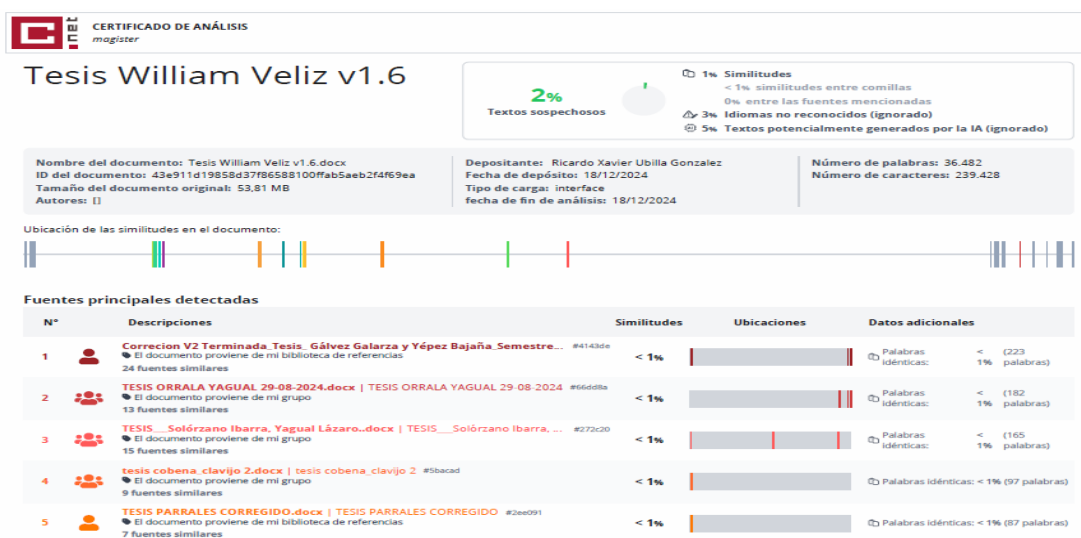 C
.net
CERTIFICADO DE ANÁLISIS
magister
Tesis William Veliz v1.6
2%
Textos sospechosos
1% Similitudes
< 1% similitudes entre comillas
0% entre las fuentes mencionadas
3% Idiomas no reconocidos (ignorado)
5% Textos potencialmente generados por la IA (ignorado)
Nombre del documento: Tesis William Veliz v1.6.docx
ID del documento: 43e911d19858d37f86588100ffab5aeb2f4f69ea
Tamaño del documento original: 53,81 MB
Autores: []
Depositante: Ricardo Xavier Ubilla Gonzalez
Fecha de depósito: 18/12/2024
Tipo de carga: interface
fecha de fin de análisis: 18/12/2024
Número de palabras: 36.482
Número de caracteres: 239.428
Ubicación de las similitudes en el documento:
Fuentes principales detectadas
N° Descripciones Similitudes Ubicaciones Datos adicionales
Correcion V2 Terminada_Tesis_ Gálvez Galarza y Yépez Bajaña_Semestre... #4143de
1 El documento proviene de mi biblioteca de referencias < 1% Palabras idénticas: < 1% (223 palabras)
24 fuentes similares
TESIS ORRALA YAGUAL 29-08-2024.docx | TESIS ORRALA YAGUAL 29-08-2024 #66dd8a
2 El documento proviene de mi grupo < 1% Palabras idénticas: < 1% (182 palabras)
13 fuentes similares
TESIS___Solórzano Ibarra, Yagual Lázaro..docx | TESIS___Solórzano Ibarra, ... #272c20
3 El documento proviene de mi grupo < 1% Palabras idénticas: < 1% (165 palabras)
15 fuentes similares
tesis cobena_clavijo 2.docx | tesis cobena_clavijo 2 #5bacad
4 El documento proviene de mi grupo < 1% Palabras idénticas: < 1% (97 palabras)
9 fuentes similares
TESIS PARRALES CORREGIDO.docx | TESIS PARRALES CORREGIDO #2ee091
5 El documento proviene de mi biblioteca de referencias < 1% Palabras idénticas: < 1% (87 palabras)
7 fuentes similares